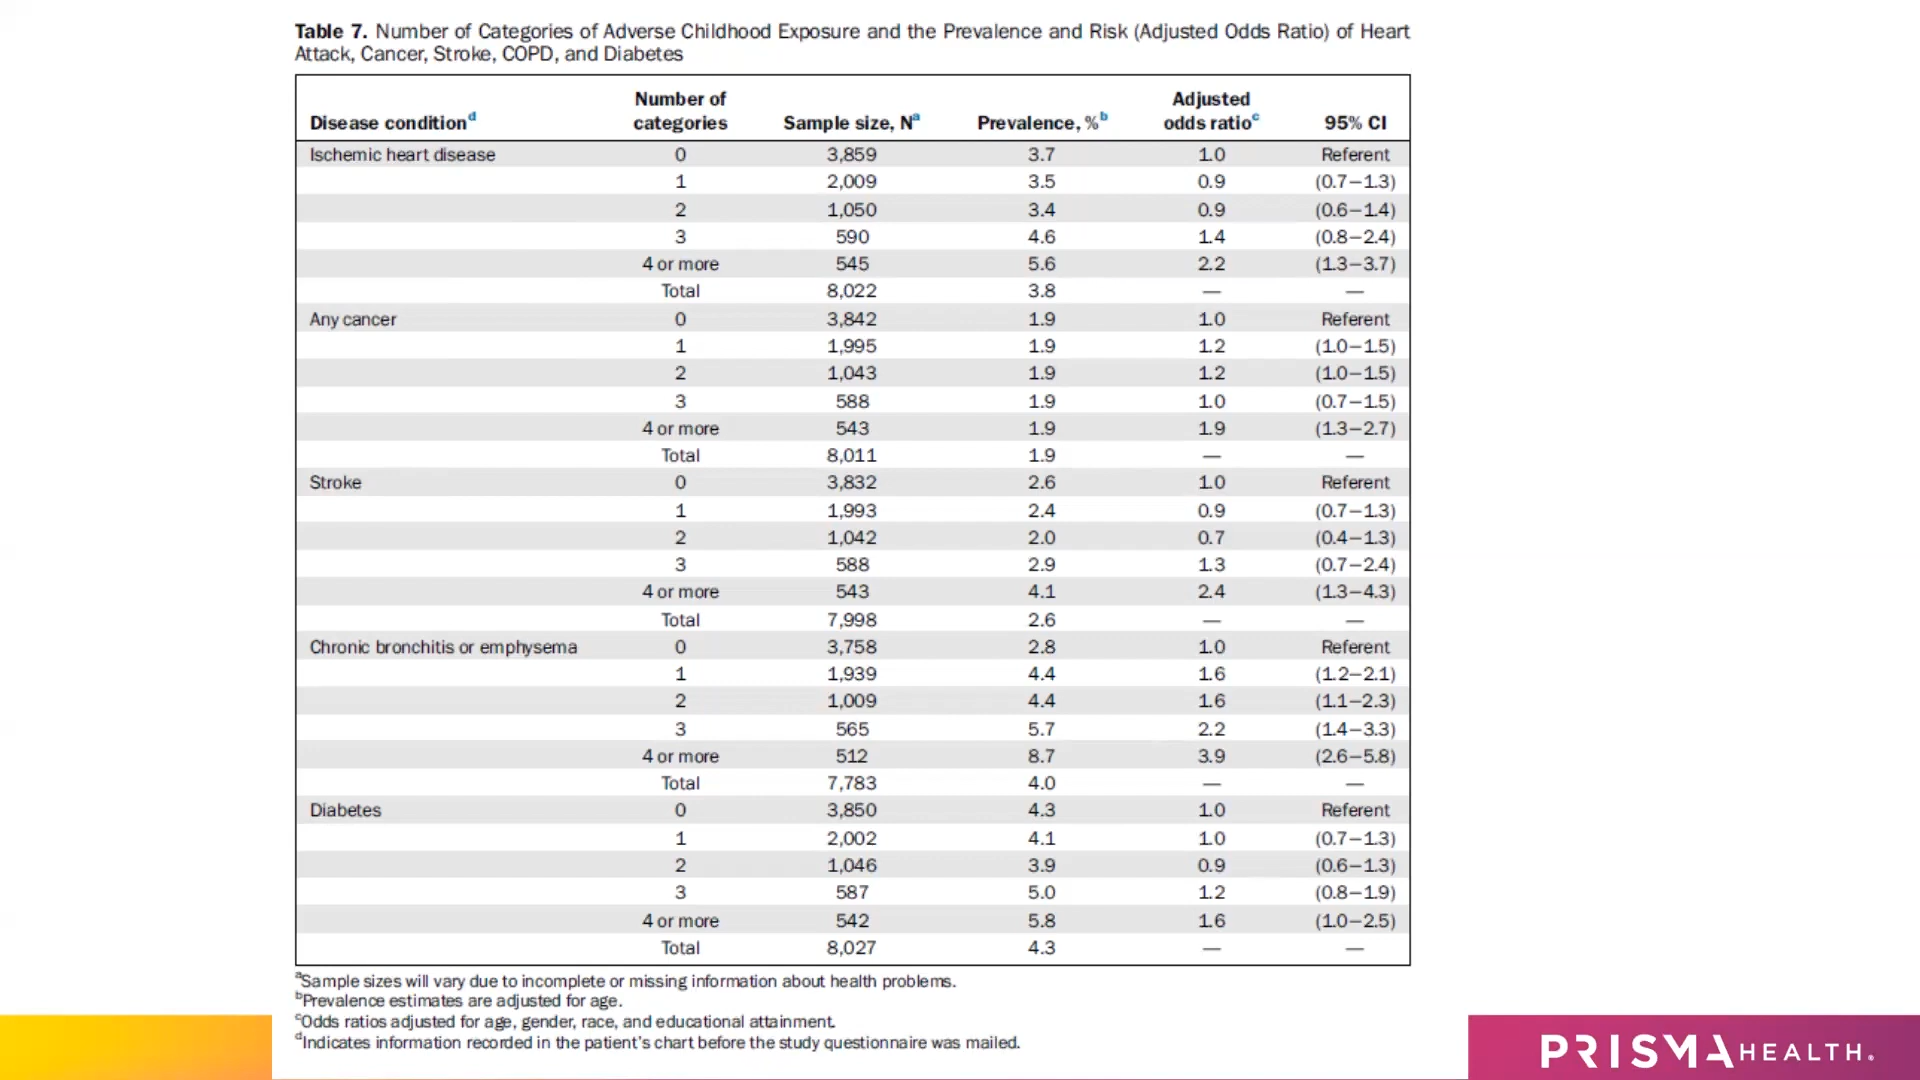 Table 7. Number of Categories of Adverse Childhood Exposure and the Prevalence and Risk (Adjusted Odds Ratio) of Heart
Attack, Cancer, Stroke, COPD, and Diabetes
Disease conditionᵈ Number of categories Sample size, Nᵃ Prevalence, %ᵇ Adjusted odds ratioᶜ 95% CI
Ischemic heart disease 0 3,859 3.7 1.0 Referent
1 2,009 3.5 0.9 (0.7–1.3)
2 1,050 3.4 0.9 (0.6–1.4)
3 590 4.6 1.4 (0.8–2.4)
4 or more 545 5.6 2.2 (1.3–3.7)
Total 8,022 3.8 — —
Any cancer 0 3,842 1.9 1.0 Referent
1 1,995 1.9 1.2 (1.0–1.5)
2 1,043 1.9 1.2 (1.0–1.5)
3 588 1.9 1.0 (0.7–1.5)
4 or more 543 1.9 1.9 (1.3–2.7)
Total 8,011 1.9 — —
Stroke 0 3,832 2.6 1.0 Referent
1 1,993 2.4 0.9 (0.7–1.3)
2 1,042 2.0 0.7 (0.4–1.3)
3 588 2.9 1.3 (0.7–2.4)
4 or more 543 4.1 2.4 (1.3–4.3)
Total 7,998 2.6 — —
Chronic bronchitis or emphysema 0 3,758 2.8 1.0 Referent
1 1,939 4.4 1.6 (1.2–2.1)
2 1,009 4.4 1.6 (1.1–2.3)
3 565 5.7 2.2 (1.4–3.3)
4 or more 512 8.7 3.9 (2.6–5.8)
Total 7,783 4.0 — —
Diabetes 0 3,850 4.3 1.0 Referent
1 2,002 4.1 1.0 (0.7–1.3)
2 1,046 3.9 0.9 (0.6–1.3)
3 587 5.0 1.2 (0.8–1.9)
4 or more 542 5.8 1.6 (1.0–2.5)
Total 8,027 4.3 — —
ᵃSample sizes will vary due to incomplete or missing information about health problems.
ᵇPrevalence estimates are adjusted for age.
ᶜOdds ratios adjusted for age, gender, race, and educational attainment.
ᵈIndicates information recorded in the patient's chart before the study questionnaire was mailed.
PRISMA HEALTH.